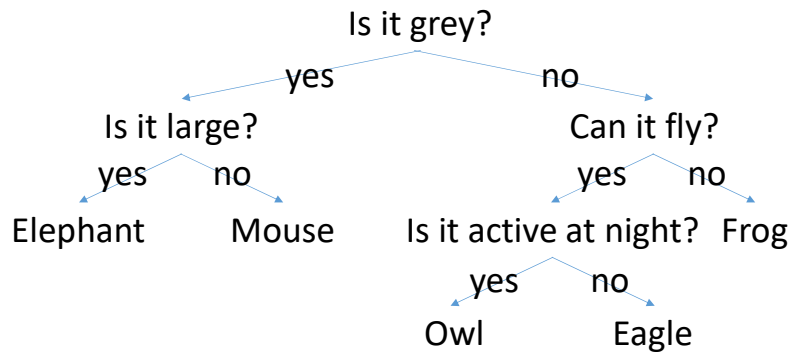 Is it grey?
yes no
Is it large? Can it fly?
yes no yes no
Elephant Mouse Is it active at night? Frog
yes no
Owl Eagle